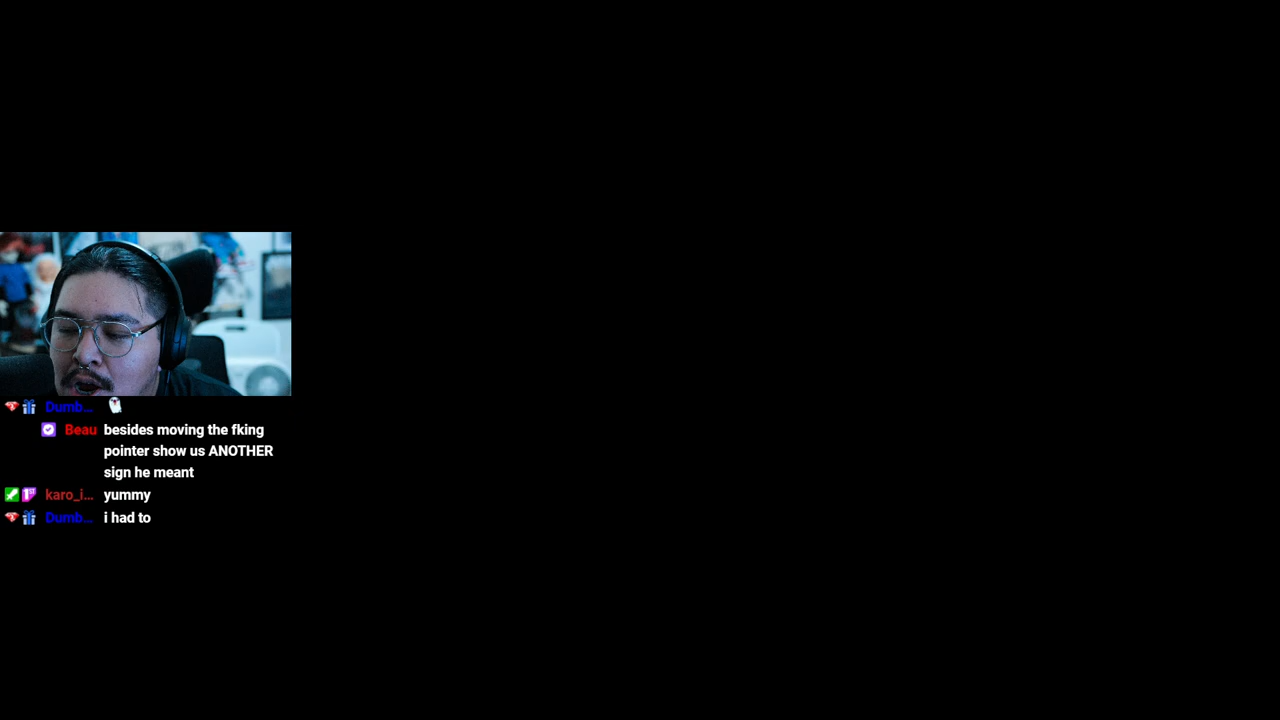 Dumb...
Beau besides moving the fking
pointer show us ANOTHER
sign he meant
karo_i... yummy
Dumb... i had to